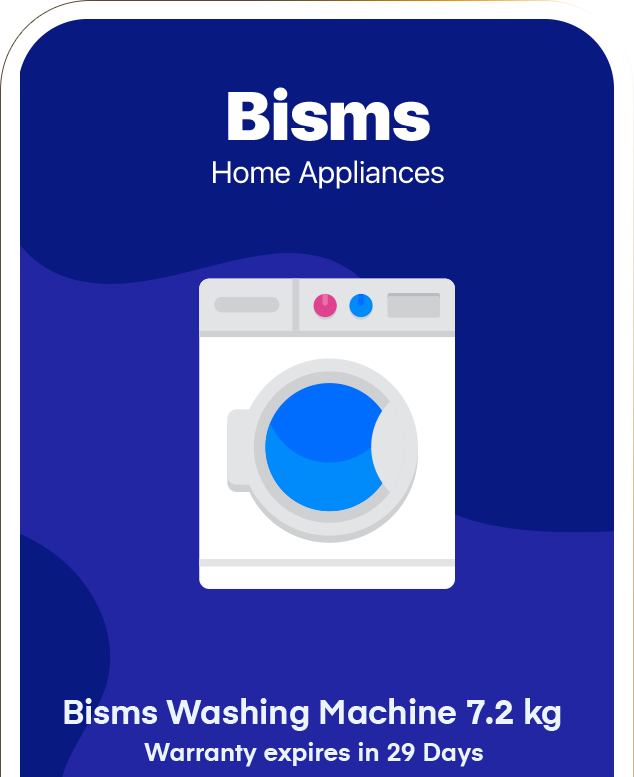 Bisms
Home Appliances
Bisms Washing Machine 7.2 kg
Warranty expires in 29 Days